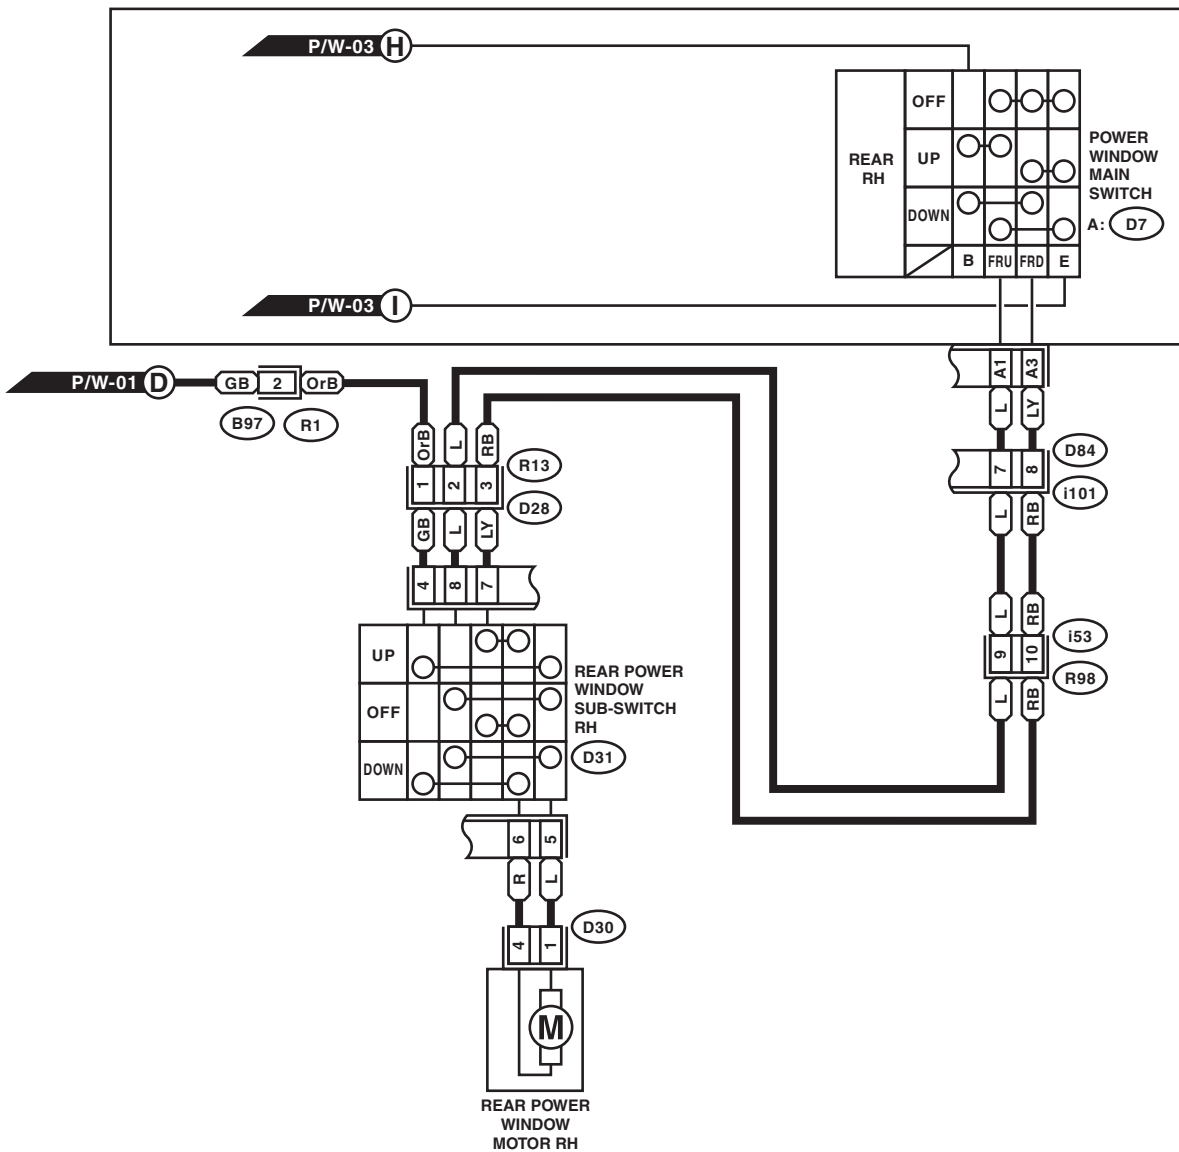 P/W-03 H
OFF
POWER
WINDOW
MAIN
SWITCH
REAR
RH
UP
DOWN
A: D7
B FRU FRD E
P/W-03 I
A1 A3
P/W-01 D GB 2 OrB
B97 R1
L LY
OrB L RB
R13
1 2 3
D28
D84
7 8
i101
GB L LY
L RB
4 8 7
L RB
i53
9 10
R98
UP
OFF
DOWN
REAR POWER
WINDOW
SUB-SWITCH
RH
D31
L RB
6 5
R L
D30
4 1
M
REAR POWER
WINDOW
MOTOR RH